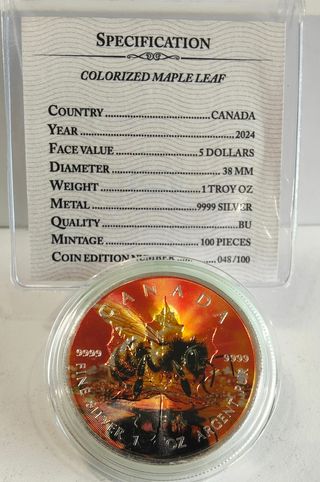 SPECIFICATION
COLORIZED MAPLE LEAF
COUNTRY........................CANADA
YEAR........................2024
FACE VALUE........................5 DOLLARS
DIAMETER........................38 MM
WEIGHT........................1 TROY OZ
METAL........................9999 SILVER
QUALITY........................BU
MINTAGE........................100 PIECES
COIN EDITION NUMBER........048/100
CANADA
9999 9999
FINE SILVER 1 OZ ARGENT PUR